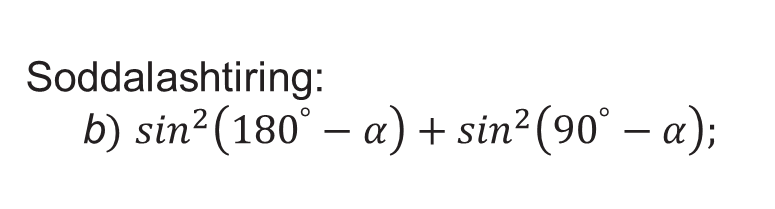 Soddalashtiring:
b) sin²(180° − α) + sin²(90° − α);